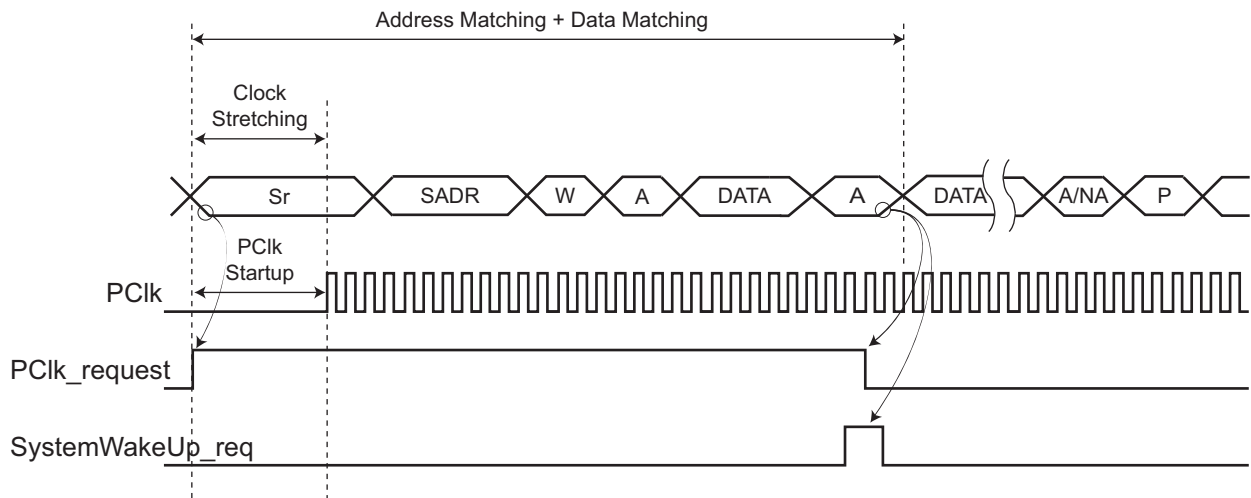 Address Matching + Data Matching
Clock
Stretching
Sr SADR W A DATA A DATA A/NA P
PClk
Startup
PClk
PClk_request
SystemWakeUp_req